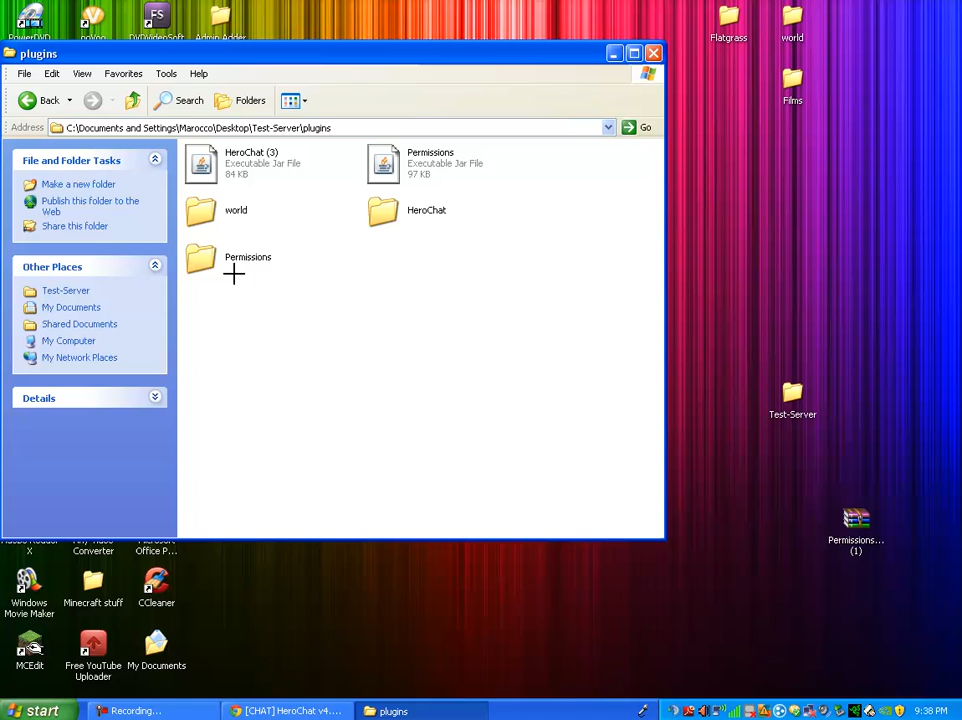 PowerDVD
ooVoo
DVDVideoSoft
Admin Adder
Flatgrass
world
plugins
File
Edit
View
Favorites
Tools
Help
Films
Back
Search
Folders
Address
C:\Documents and Settings\Marocco\Desktop\Test-Server\plugins
Go
File and Folder Tasks
Make a new folder
Publish this folder to the
Web
Share this folder
Other Places
Test-Server
My Documents
Shared Documents
My Computer
My Network Places
Details
HeroChat (3)
Executable Jar File
84 KB
Permissions
Executable Jar File
97 KB
world
HeroChat
Permissions
Test-Server
Permissions...
(1)
X
Any Video
Converter
Microsoft
Office P...
Windows
Movie Maker
Minecraft stuff
CCleaner
MCEdit
Free YouTube
Uploader
My Documents
start
Recording...
[CHAT] HeroChat v4....
plugins
9:38 PM